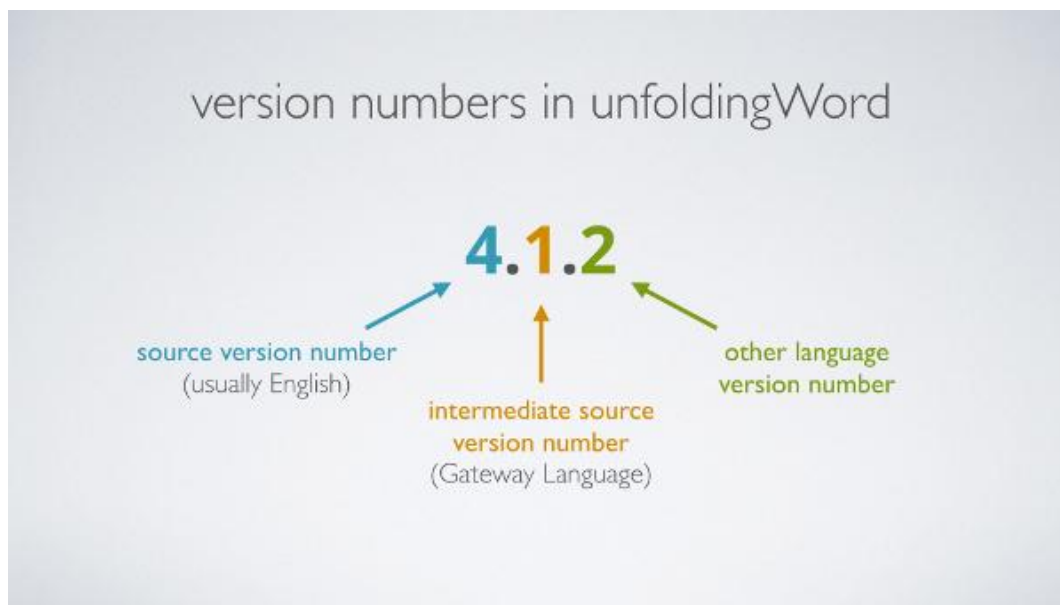 version numbers in unfoldingWord
4.1.2
source version number
(usually English)
intermediate source
version number
(Gateway Language)
other language
version number